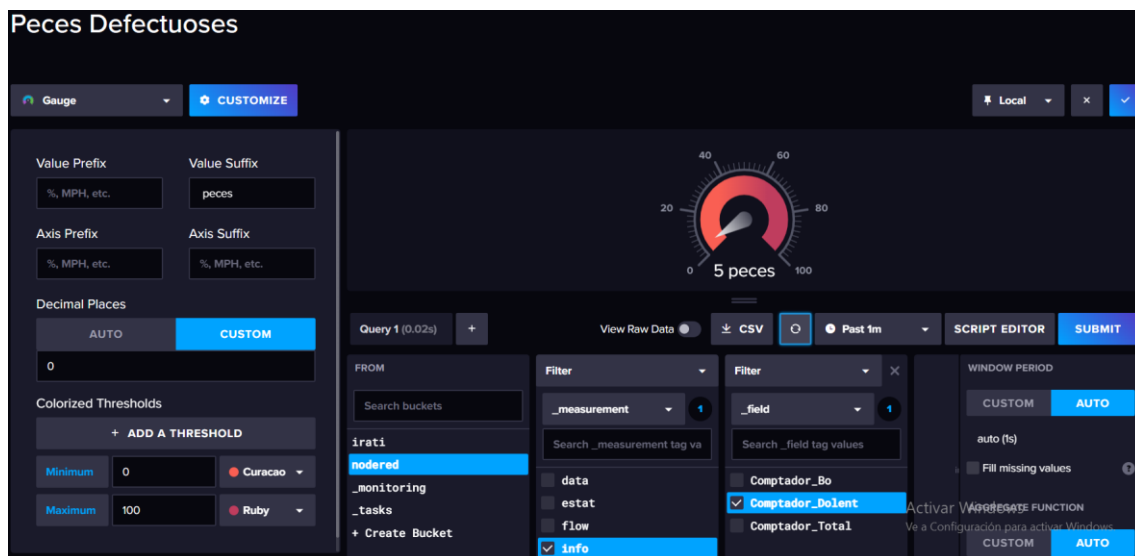 Peces Defectuoses
Gauge
CUSTOMIZE
Local
Value Prefix
Value Suffix
%, MPH, etc.
peces
Axis Prefix
Axis Suffix
%, MPH, etc.
%, MPH, etc.
Decimal Places
AUTO
CUSTOM
0
Colorized Thresholds
+ ADD A THRESHOLD
Minimum
0
Curacao
Maximum
100
Ruby
40
60
20
80
0
5 peces
100
Query 1 (0.02s)
+
View Raw Data
CSV
Past 1m
SCRIPT EDITOR
SUBMIT
FROM
Search buckets
irati
nodered
_monitoring
_tasks
+ Create Bucket
Filter
_measurement
1
Search _measurement tag va
data
estat
flow
info
Filter
_field
1
Search _field tag values
Comptador_Bo
Comptador_Dolent
Comptador_Total
WINDOW PERIOD
CUSTOM
AUTO
auto (1s)
Fill missing values
?
AGGREGATE FUNCTION
CUSTOM
AUTO
Activar Windows
Ve a Configuración para activar Windows.